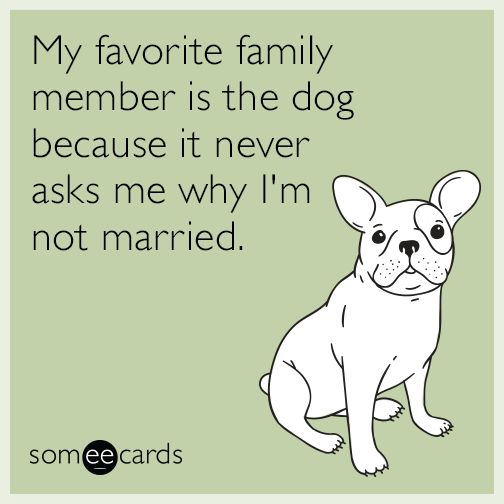 My favorite family
member is the dog
because it never
asks me why I'm
not married.
someecards